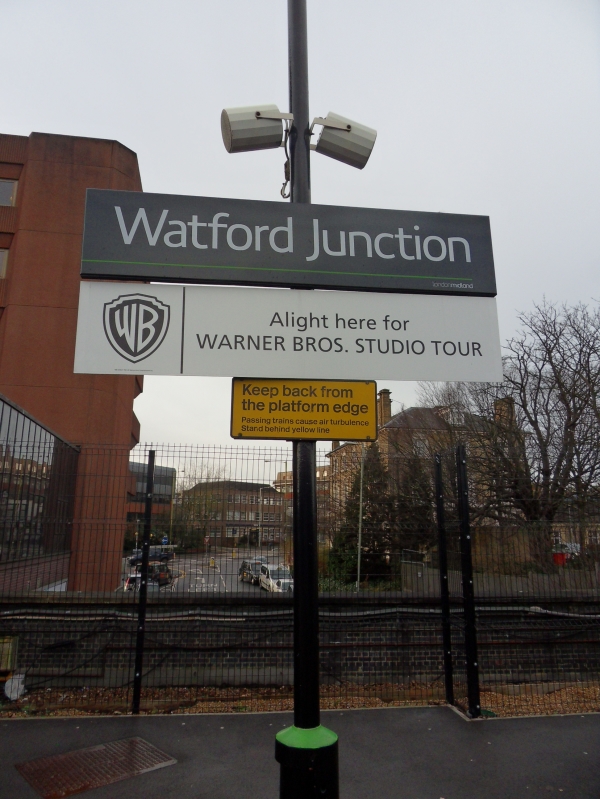 Watford Junction
londonmidland
WB
Alight here for
WARNER BROS. STUDIO TOUR
Keep back from
the platform edge
Passing trains cause air turbulence
Stand behind yellow line